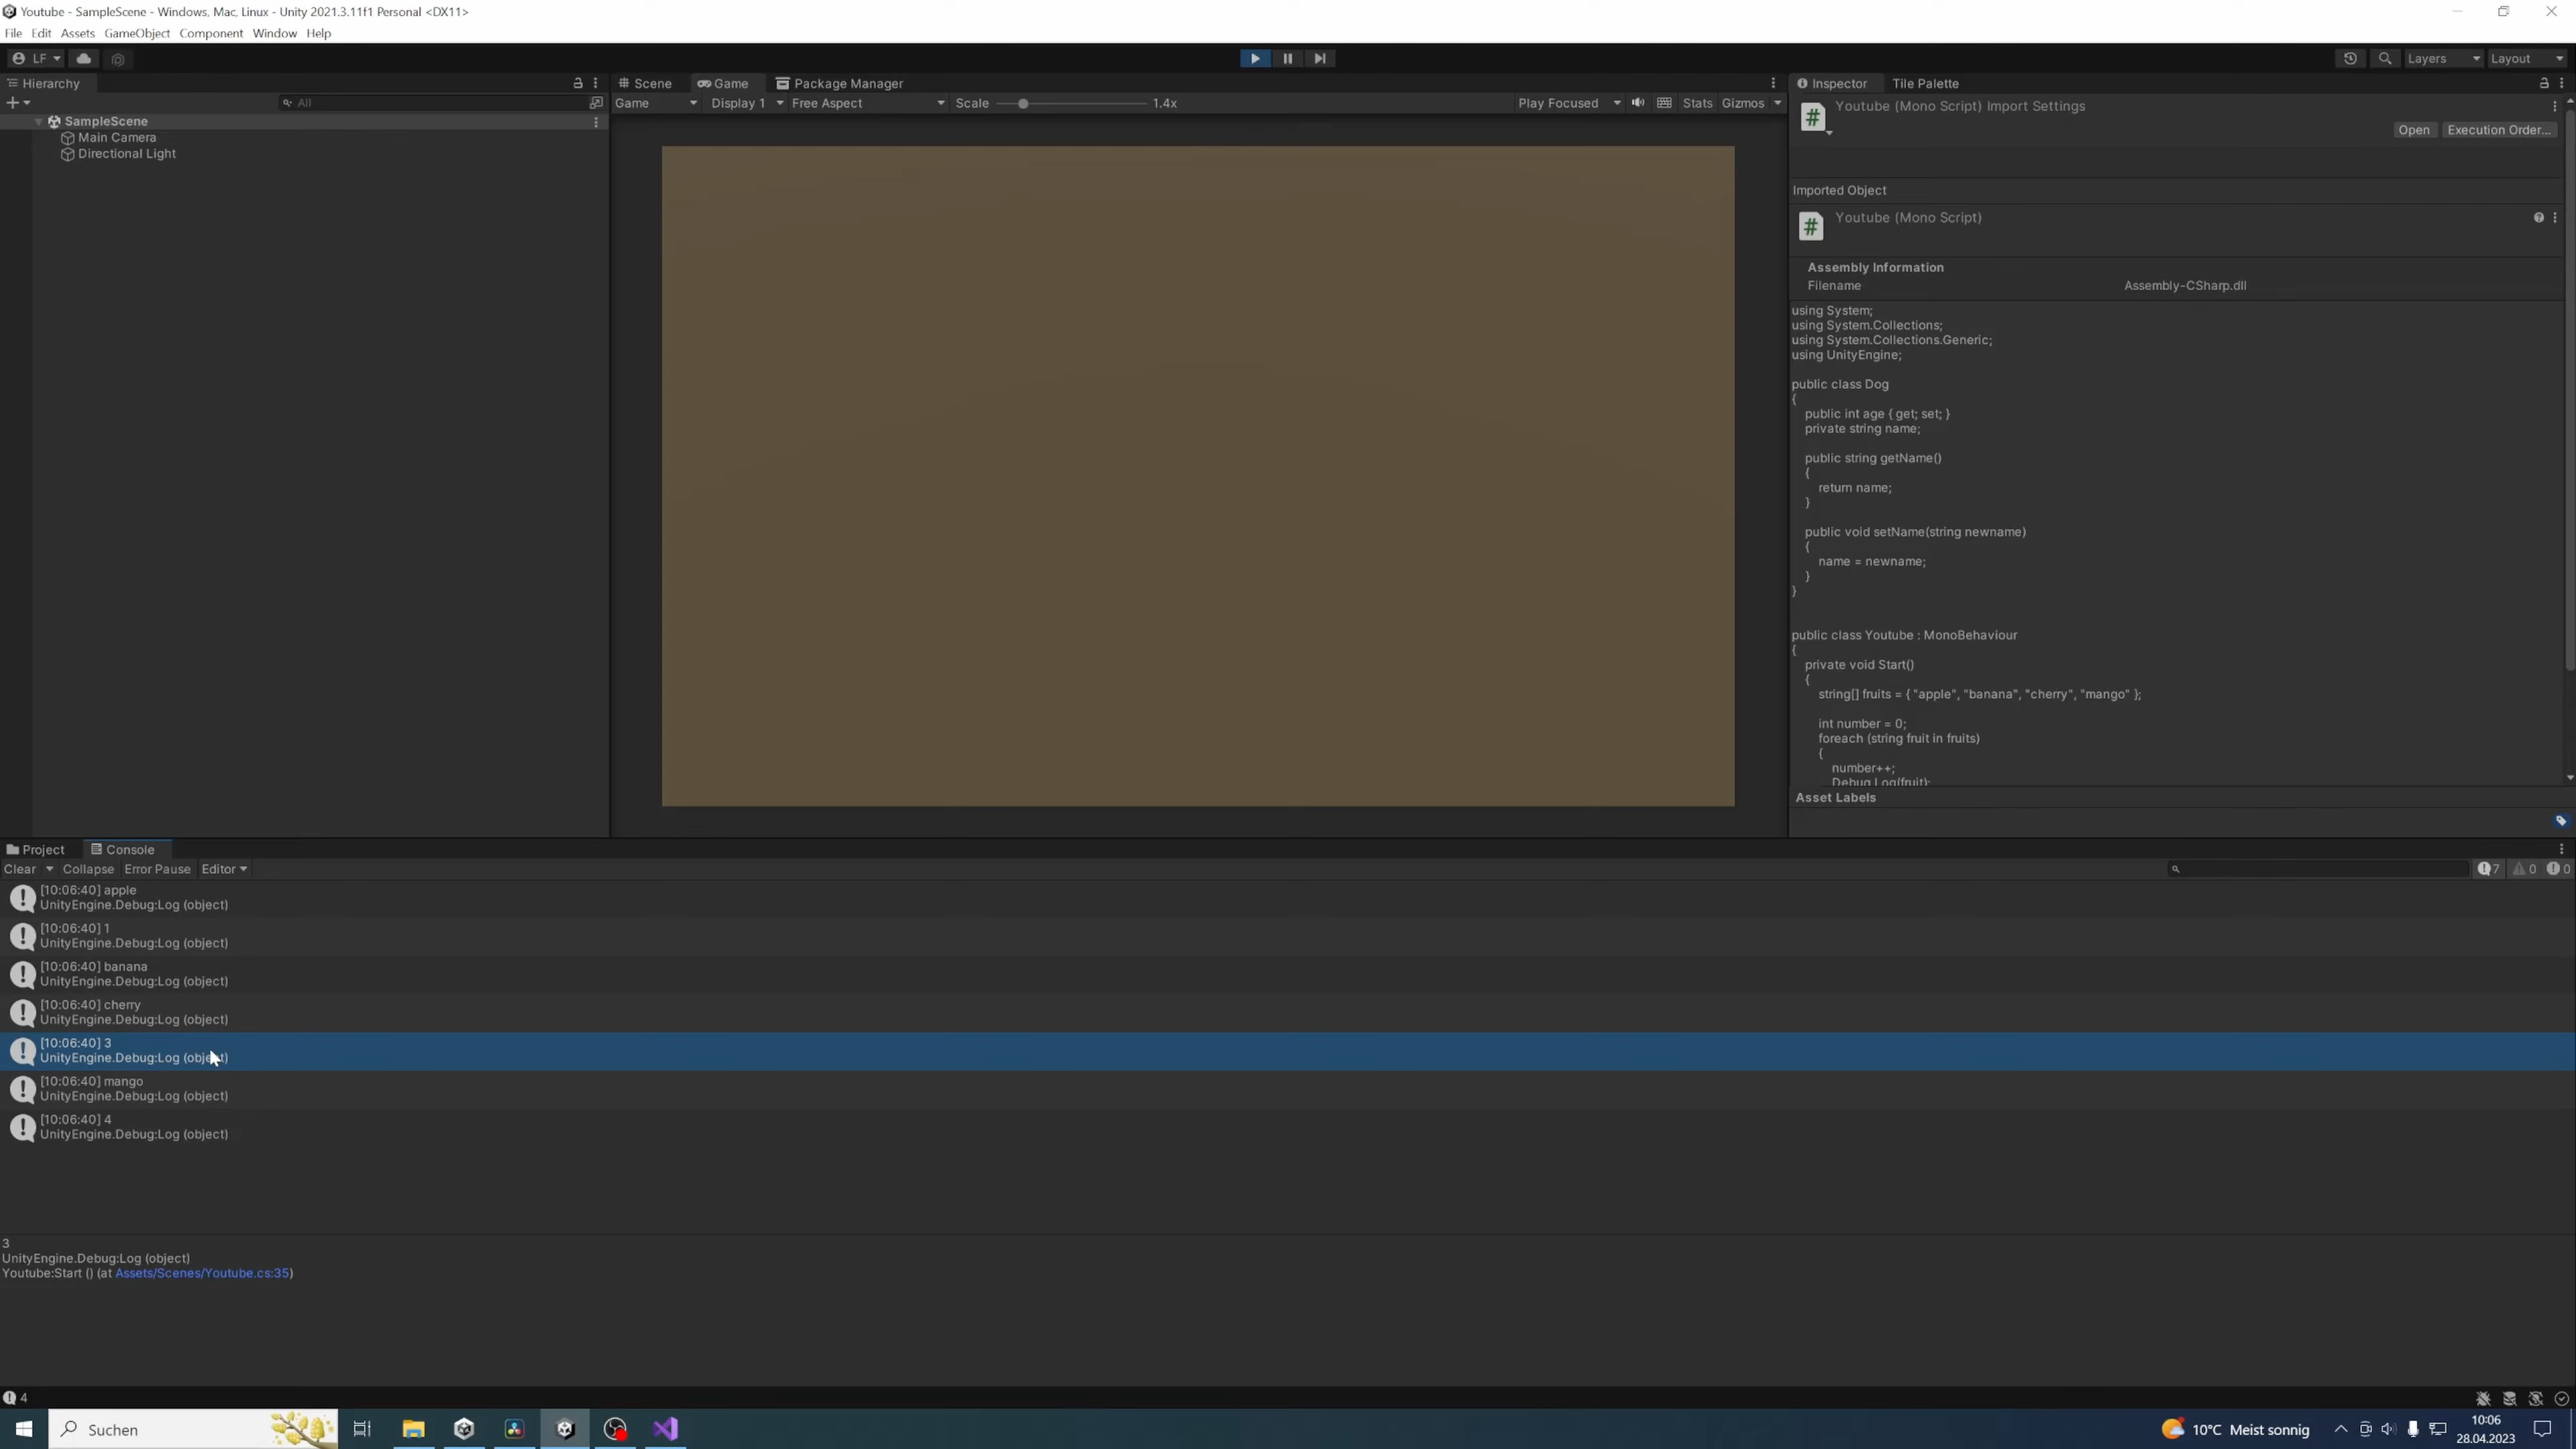 Youtube - SampleScene - Windows, Mac, Linux - Unity 2021.3.11f1 Personal <DX11>
File Edit Assets GameObject Component Window Help
LF Layers Layout
Hierarchy
All
SampleScene
Main Camera
Directional Light
Scene Game Package Manager
Game Display 1 Free Aspect Scale 1.4x Play Focused Stats Gizmos
Inspector Tile Palette
Youtube (Mono Script) Import Settings
Open Execution Order...
Imported Object
Youtube (Mono Script)
Assembly Information
Filename Assembly-CSharp.dll
using System;
using System.Collections;
using System.Collections.Generic;
using UnityEngine;
public class Dog
{
public int age { get; set; }
private string name;
public string getName()
{
return name;
}
public void setName(string newname)
{
name = newname;
}
}
public class Youtube : MonoBehaviour
{
private void Start()
{
string[] fruits = { "apple", "banana", "cherry", "mango" };
int number = 0;
foreach (string fruit in fruits)
{
number++;
Debug.Log(fruit);
Asset Labels
Project Console
Clear Collapse Error Pause Editor 7 0 0
[10:06:40] apple
UnityEngine.Debug:Log (object)
[10:06:40] 1
UnityEngine.Debug:Log (object)
[10:06:40] banana
UnityEngine.Debug:Log (object)
[10:06:40] cherry
UnityEngine.Debug:Log (object)
[10:06:40] 3
UnityEngine.Debug:Log (object)
[10:06:40] mango
UnityEngine.Debug:Log (object)
[10:06:40] 4
UnityEngine.Debug:Log (object)
3
UnityEngine.Debug:Log (object)
Youtube:Start () (at Assets/Scenes/Youtube.cs:35)
4
Suchen
10°C Meist sonnig
10:06
28.04.2023